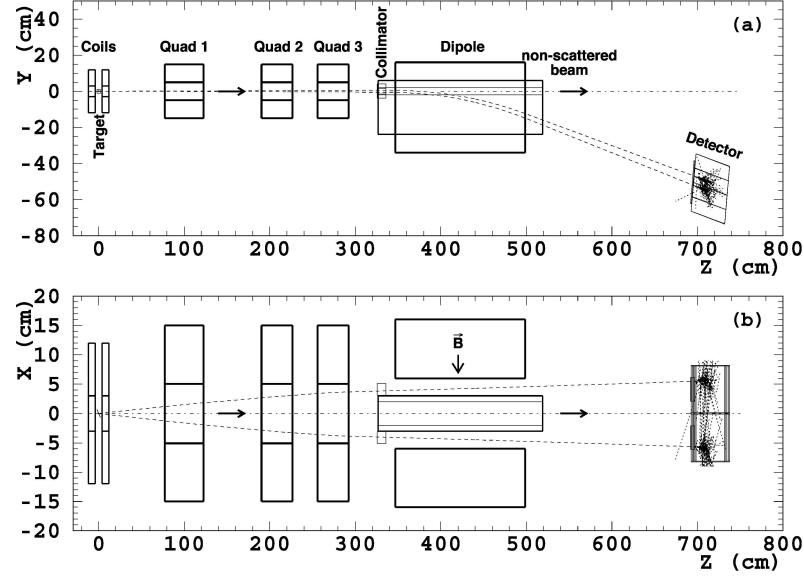 Y (cm)
40
20
0
-20
-40
-60
-80
(a)
Coils
Quad 1
Quad 2
Quad 3
Collimator
Dipole
non-scattered
beam
Target
Detector
0
100
200
300
400
500
600
700
800
Z (cm)
X (cm)
20
15
10
5
0
-5
-10
-15
-20
(b)
B
0
100
200
300
400
500
600
700
800
Z (cm)